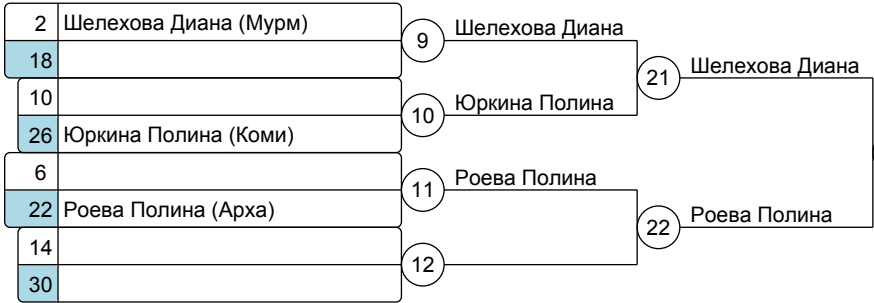 2 Шелехова Диана (Мурм)
18
9 Шелехова Диана
10
26 Юркина Полина (Коми)
10 Юркина Полина
21 Шелехова Диана
6
22 Роева Полина (Арха)
11 Роева Полина
14
30
12
22 Роева Полина